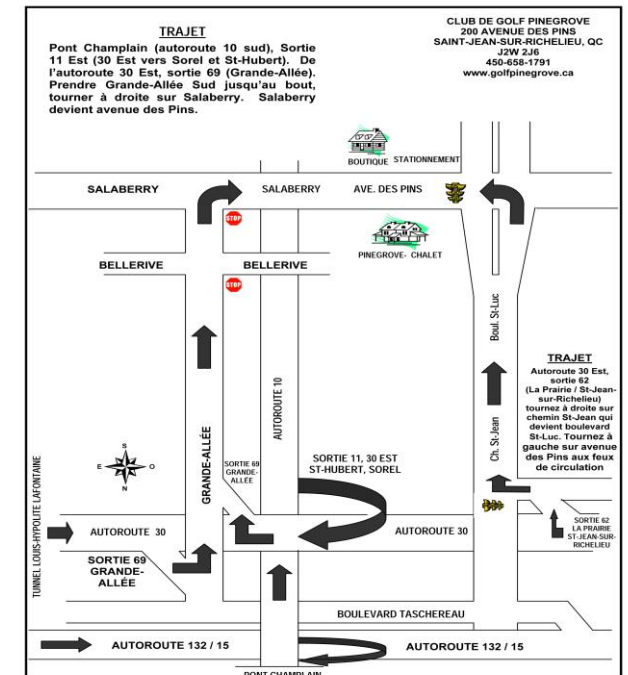 TRAJET
Pont Champlain (autoroute 10 sud), Sortie
11 Est (30 Est vers Sorel et St-Hubert). De
l'autoroute 30 Est, sortie 69 (Grande-Allée).
Prendre Grande-Allée Sud jusqu'au bout,
tourner à droite sur Salaberry. Salaberry
devient avenue des Pins.
CLUB DE GOLF PINEGROVE
200 AVENUE DES PINS
SAINT-JEAN-SUR-RICHELIEU, QC
J2W 2J6
450-658-1791
www.golfpinegrove.ca
BOUTIQUE STATIONNEMENT
SALABERRY
SALABERRY
AVE. DES PINS
STOP
PINEGROVE- CHALET
BELLERIVE
BELLERIVE
STOP
Boul. St-Luc
AUTOROUTE 10
GRANDE-ALLÉE
Ch. St-Jean
TRAJET
Autoroute 30 Est,
sortie 62
(La Prairie / St-Jean-
sur-Richelieu)
tournez à droite sur
chemin St-Jean qui
devient boulevard
St-Luc. Tournez à
gauche sur avenue
des Pins aux feux
de circulation
S
E
O
N
SORTIE 69
GRANDE-
ALLÉE
SORTIE 11, 30 EST
ST-HUBERT, SOREL
TUNNEL LOUIS-HYPOLITE LAFONTAINE
AUTOROUTE 30
AUTOROUTE 30
SORTIE 62
LA PRAIRIE
ST-JEAN-SUR-
RICHELIEU
SORTIE 69
GRANDE-
ALLÉE
BOULEVARD TASCHEREAU
AUTOROUTE 132 / 15
AUTOROUTE 132 / 15
PONT CHAMPLAIN